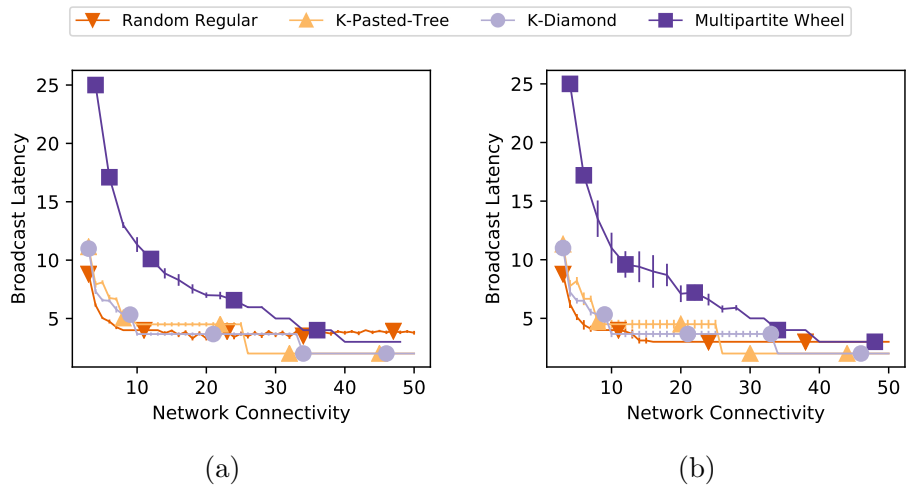 Random Regular K-Pasted-Tree K-Diamond Multipartite Wheel
25
20
15
10
5
Broadcast Latency
10 20 30 40 50
Network Connectivity
(a)
25
20
15
10
5
Broadcast Latency
10 20 30 40 50
Network Connectivity
(b)